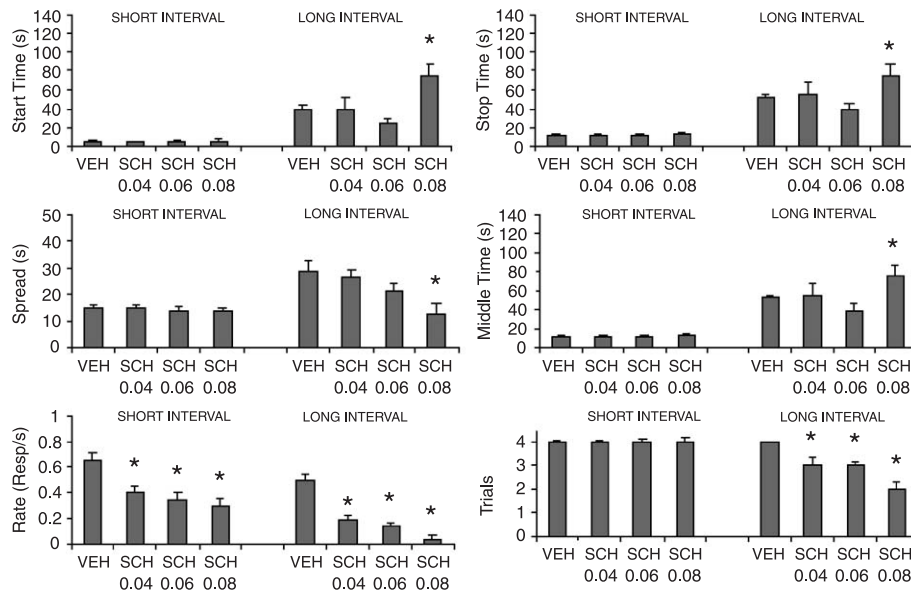 SHORT INTERVAL LONG INTERVAL
Start Time (s)
140
120
100
80
60
40
20
0
*
VEH SCH SCH SCH VEH SCH SCH SCH
0.04 0.06 0.08 0.04 0.06 0.08
SHORT INTERVAL LONG INTERVAL
Stop Time (s)
140
120
100
80
60
40
20
0
*
VEH SCH SCH SCH VEH SCH SCH SCH
0.04 0.06 0.08 0.04 0.06 0.08
SHORT INTERVAL LONG INTERVAL
Spread (s)
50
40
30
20
10
0
*
VEH SCH SCH SCH VEH SCH SCH SCH
0.04 0.06 0.08 0.04 0.06 0.08
SHORT INTERVAL LONG INTERVAL
Middle Time (s)
140
120
100
80
60
40
20
0
*
VEH SCH SCH SCH VEH SCH SCH SCH
0.04 0.06 0.08 0.04 0.06 0.08
SHORT INTERVAL LONG INTERVAL
Rate (Resp/s)
1
0.8
0.6
0.4
0.2
0
* * * * * *
VEH SCH SCH SCH VEH SCH SCH SCH
0.04 0.06 0.08 0.04 0.06 0.08
SHORT INTERVAL LONG INTERVAL
Trials
4
3
2
1
0
* * *
VEH SCH SCH SCH VEH SCH SCH SCH
0.04 0.06 0.08 0.04 0.06 0.08